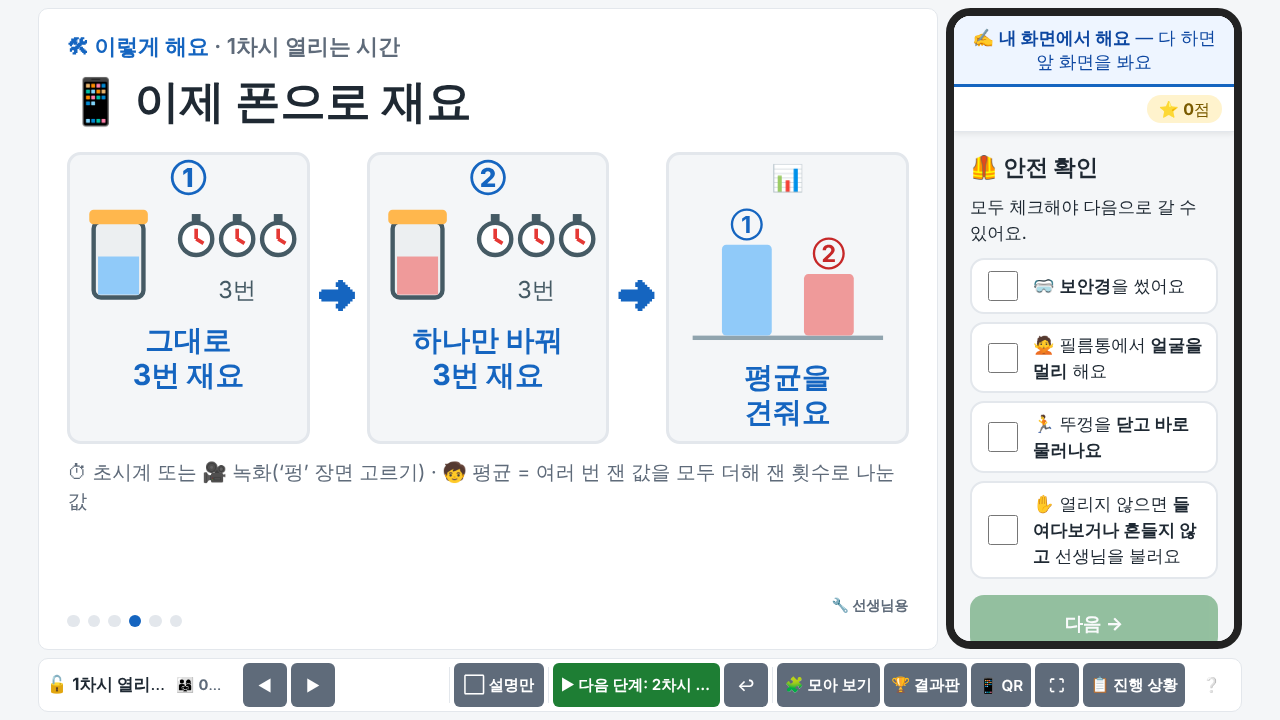 🛠 이렇게 해요 · 1차시 열리는 시간
📱 이제 폰으로 재요
①
3번
그대로
3번 재요
➜
②
3번
하나만 바꿔
3번 재요
➜
📊
①
②
평균을
견줘요
⏱ 초시계 또는 🎥 녹화(‘펑’ 장면 고르기) · 🧒 평균 = 여러 번 잰 값을 모두 더해 잰 횟수로 나눈
값
🔧 선생님용
✍️ 내 화면에서 해요 — 다 하면
앞 화면을 봐요
⭐ 0점
🦺 안전 확인
모두 체크해야 다음으로 갈 수
있어요.
🥽 보안경을 썼어요
🙅 필름통에서 얼굴을
멀리 해요
🏃 뚜껑을 닫고 바로
물러나요
✋ 열리지 않으면 들
여다보거나 흔들지 않
고 선생님을 불러요
다음 →
🔓 1차시 열리… 👨‍👩‍👧 0… ◀ ▶ ⬜ 설명만 ▶ 다음 단계: 2차시 … ↩ 🧩 모아 보기 🏆 결과판 📱 QR ⛶ 📋 진행 상황 ❔